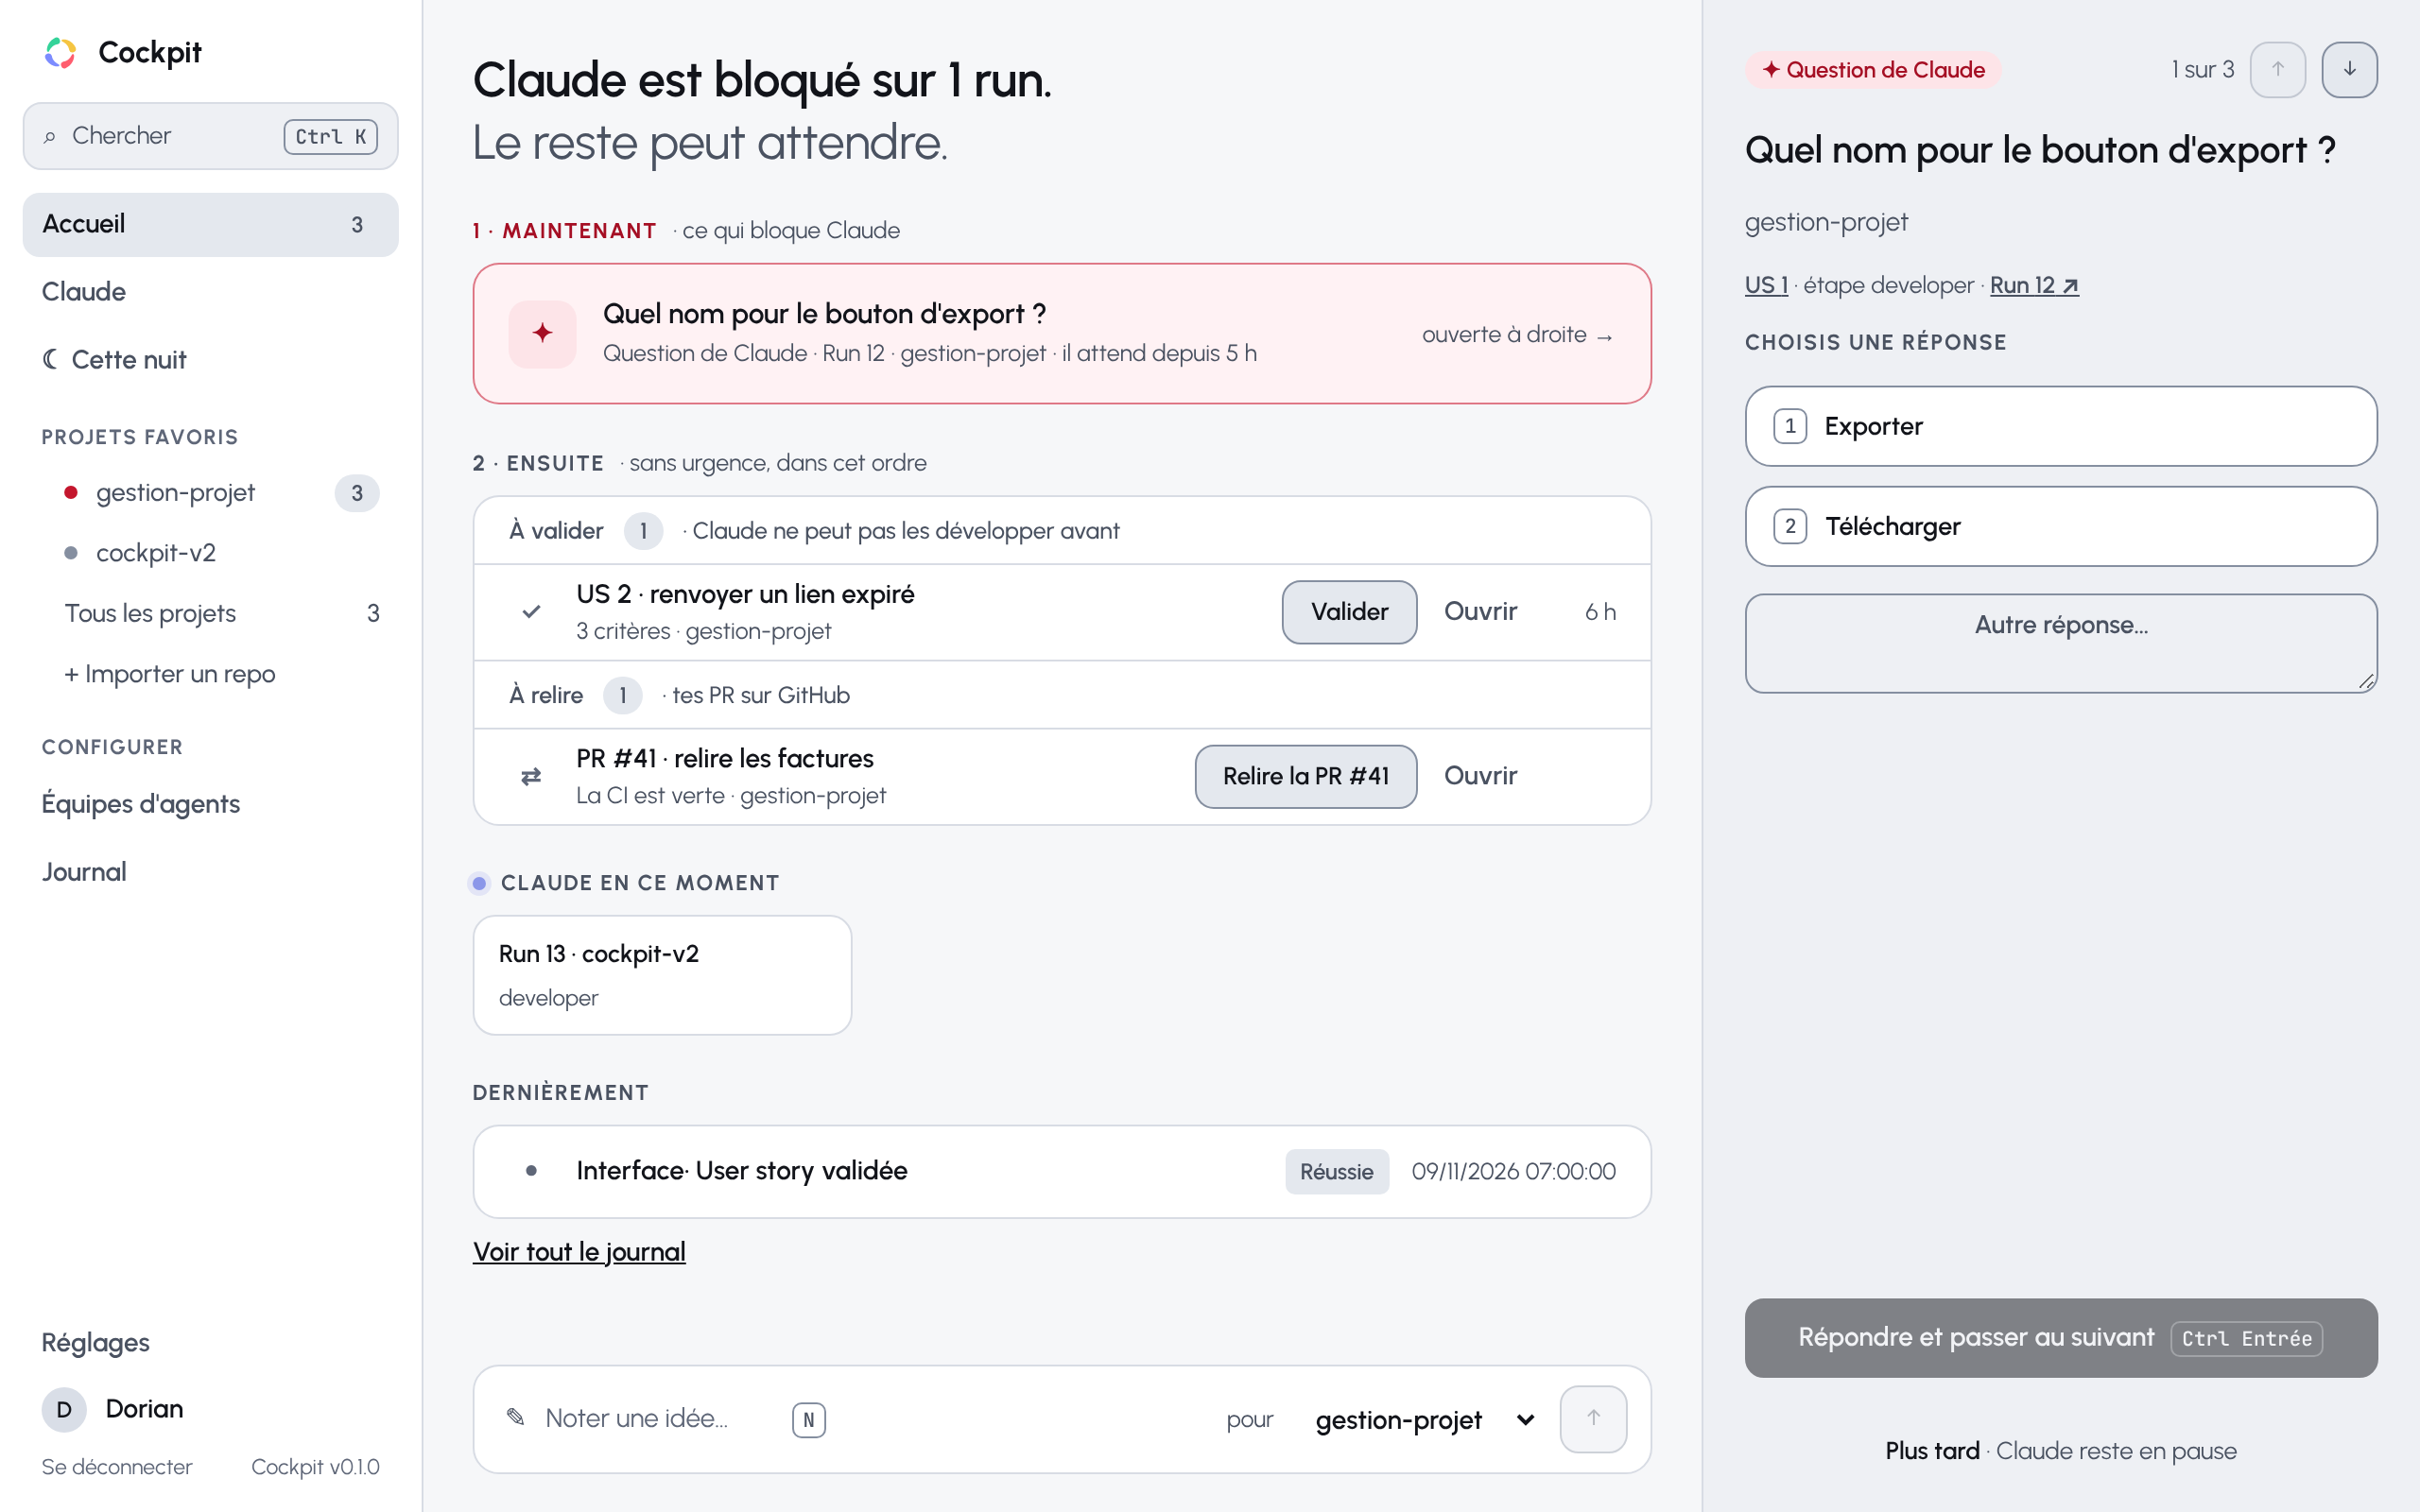 Cockpit
Chercher Ctrl K
Accueil 3
Claude
Cette nuit
PROJETS FAVORIS
gestion-projet 3
cockpit-v2
Tous les projets 3
+ Importer un repo
CONFIGURER
Équipes d'agents
Journal
Réglages
D Dorian
Se déconnecter Cockpit v0.1.0
Claude est bloqué sur 1 run.
Le reste peut attendre.
1 · MAINTENANT · ce qui bloque Claude
Quel nom pour le bouton d'export ?
Question de Claude · Run 12 · gestion-projet · il attend depuis 5 h
ouverte à droite →
2 · ENSUITE · sans urgence, dans cet ordre
À valider 1 · Claude ne peut pas les développer avant
US 2 · renvoyer un lien expiré
3 critères · gestion-projet
Valider Ouvrir 6 h
À relire 1 · tes PR sur GitHub
PR #41 · relire les factures
La CI est verte · gestion-projet
Relire la PR #41 Ouvrir
CLAUDE EN CE MOMENT
Run 13 · cockpit-v2
developer
DERNIÈREMENT
Interface· User story validée Réussie 09/11/2026 07:00:00
Voir tout le journal
Noter une idée... N pour gestion-projet ↑
✦ Question de Claude 1 sur 3 ↑ ↓
Quel nom pour le bouton d'export ?
gestion-projet
US 1 · étape developer · Run 12 ↗
CHOISIS UNE RÉPONSE
1 Exporter
2 Télécharger
Autre réponse...
Répondre et passer au suivant Ctrl Entrée
Plus tard · Claude reste en pause